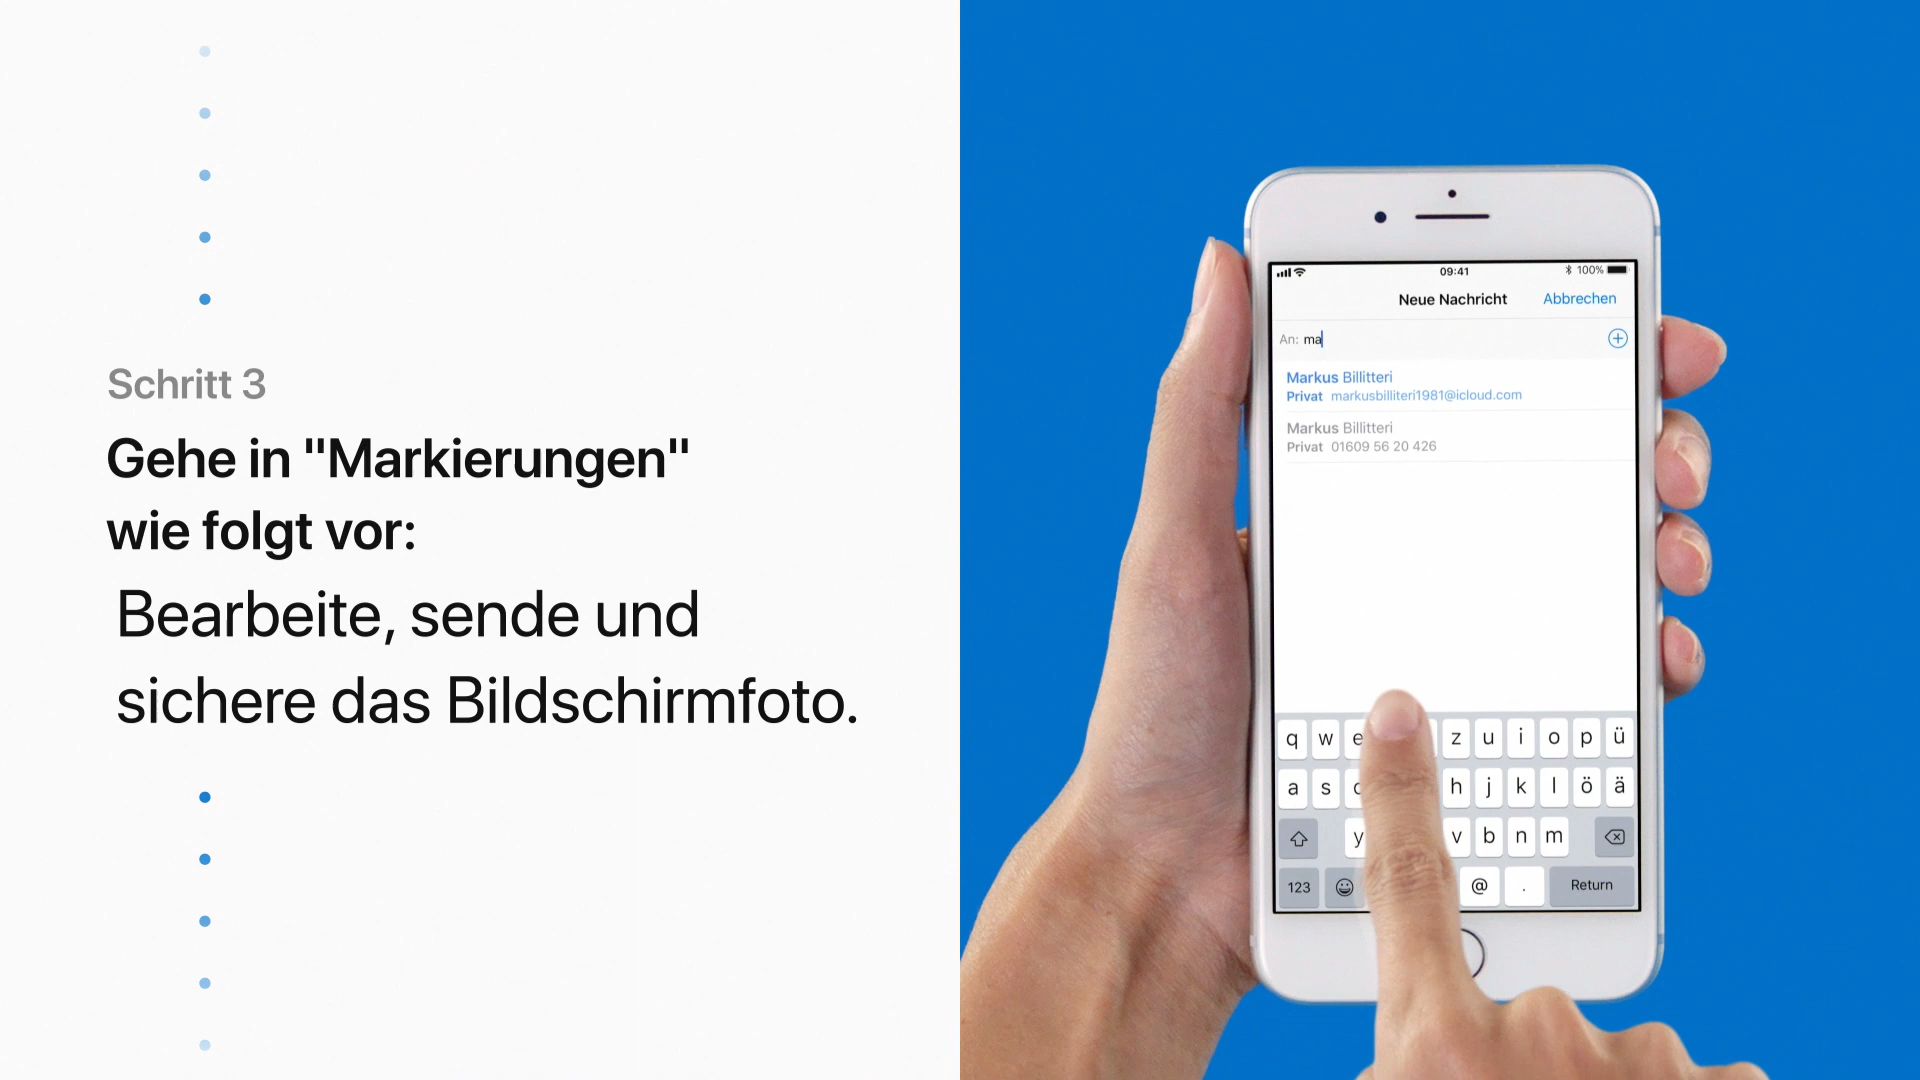 Schritt 3
Gehe in "Markierungen"
wie folgt vor:
Bearbeite, sende und
sichere das Bildschirmfoto.
09:41
100%
Neue Nachricht
Abbrechen
An: ma
Markus Billitteri
Privat markusbilliteri1981@icloud.com
Markus Billitteri
Privat 01609 56 20 426
q w e z u i o p ü
a s h j k l ö ä
y v b n m
123 @ . Return